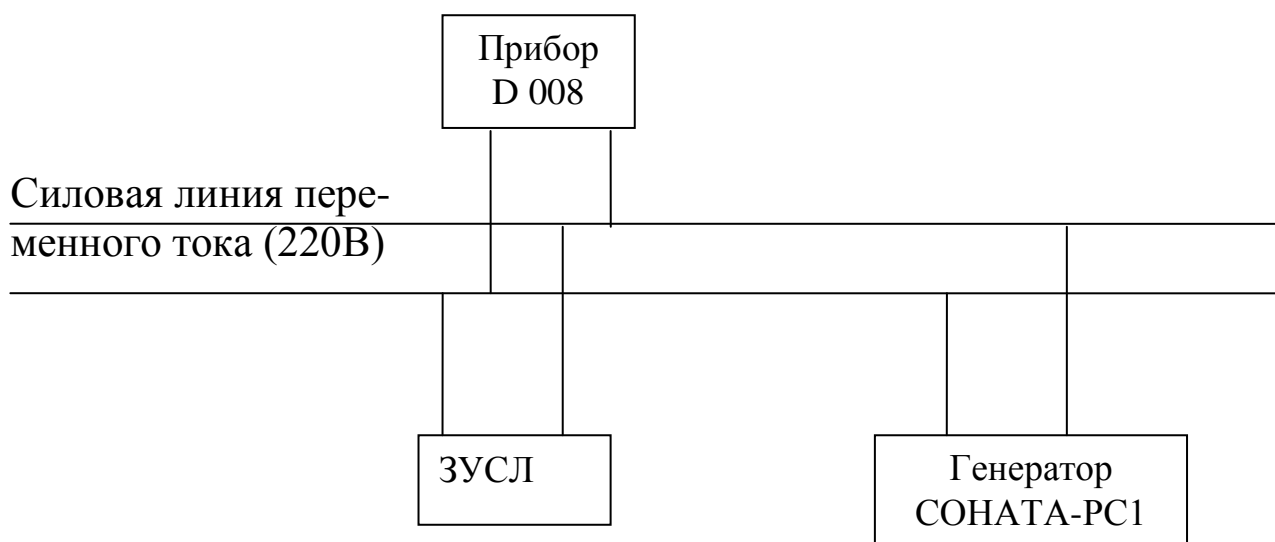 Прибор
D 008
Силовая линия пере-
менного тока (220В)
ЗУСЛ
Генератор
СОНАТА-РС1